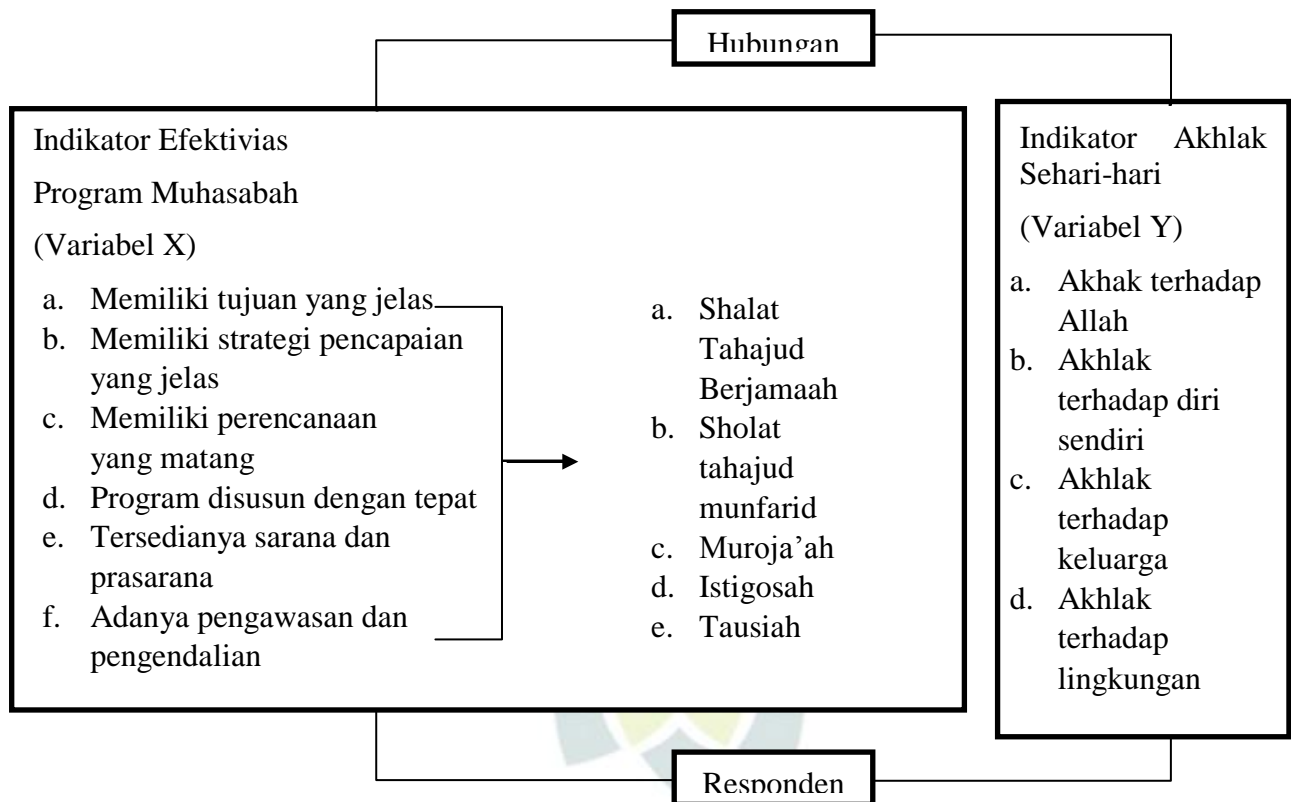 Hubungan
Indikator Efektivias
Program Muhasabah
(Variabel X)
a. Memiliki tujuan yang jelas
b. Memiliki strategi pencapaian
yang jelas
c. Memiliki perencanaan
yang matang
d. Program disusun dengan tepat
e. Tersedianya sarana dan
prasarana
f. Adanya pengawasan dan
pengendalian
a. Shalat
Tahajud
Berjamaah
b. Sholat
tahajud
munfarid
c. Muroja’ah
d. Istigosah
e. Tausiah
Indikator Akhlak
Sehari-hari
(Variabel Y)
a. Akhak terhadap
Allah
b. Akhlak
terhadap diri
sendiri
c. Akhlak
terhadap
keluarga
d. Akhlak
terhadap
lingkungan
Responden